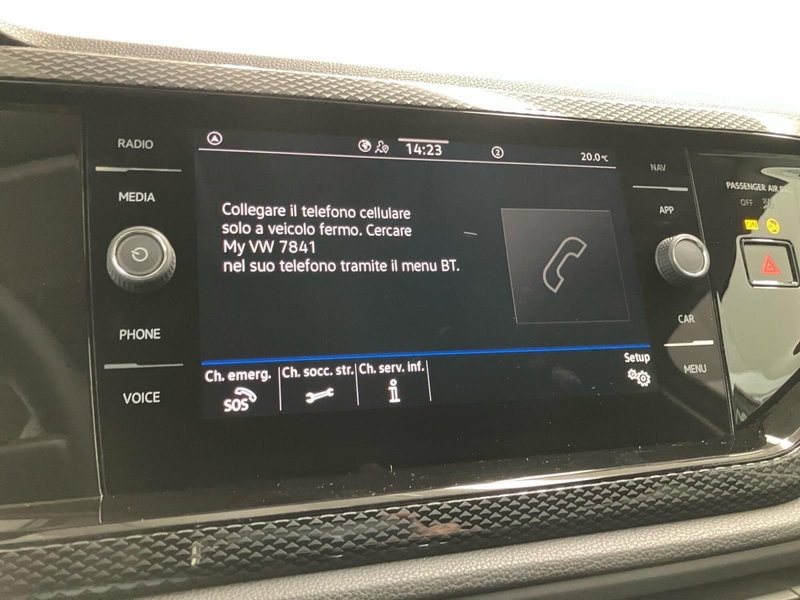 RADIO
MEDIA
PHONE
VOICE
14:23
2
20.0°C
Collegare il telefono cellulare
solo a veicolo fermo. Cercare
My VW 7841
nel suo telefono tramite il menu BT.
Ch. emerg.
SOS
Ch. socc. str.
Ch. serv. inf.
i
Setup
NAV
APP
CAR
MENU
PASSENGER AIR BAG
OFF
ON